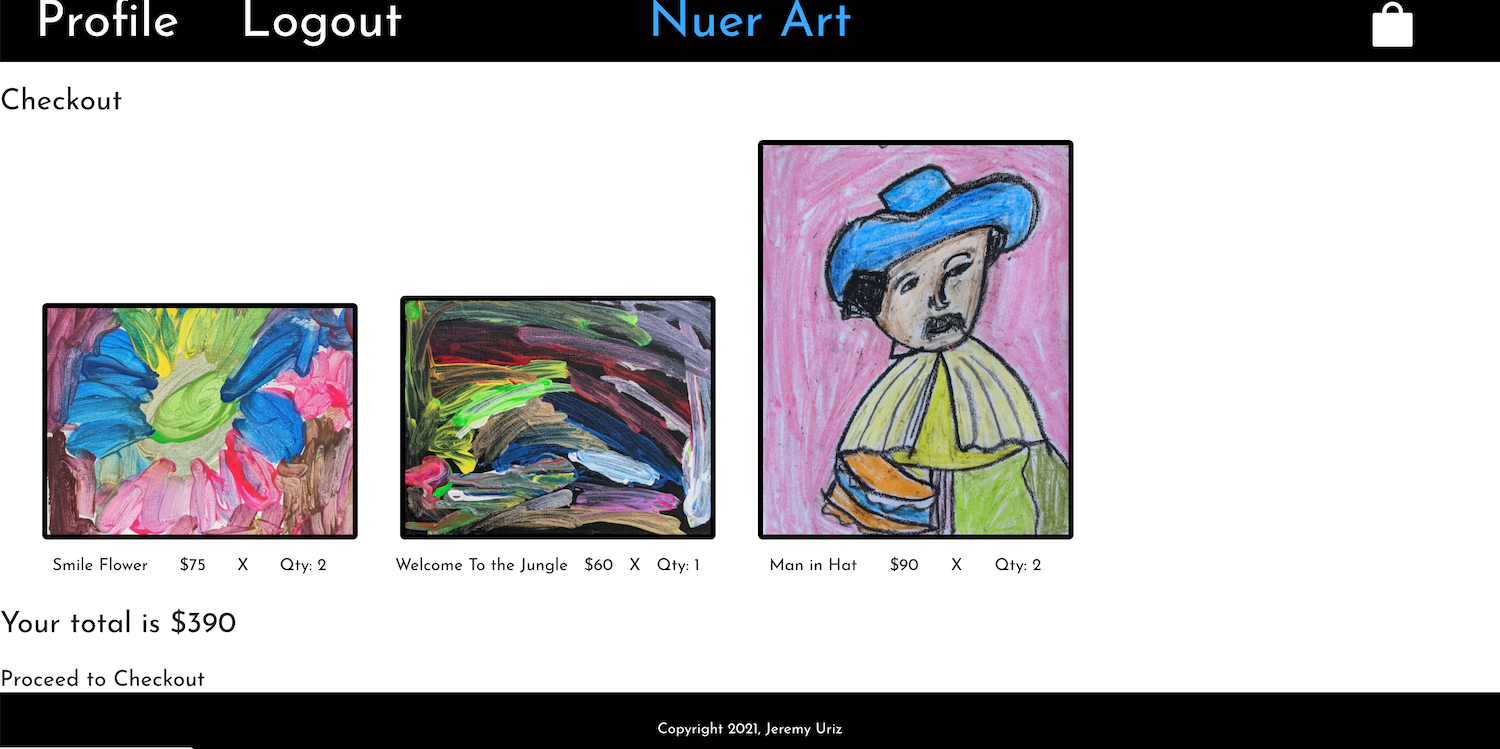 Profile Logout Nuer Art
Checkout
Smile Flower $75 X Qty: 2 Welcome To the Jungle $60 X Qty: 1 Man in Hat $90 X Qty: 2
Your total is $390
Proceed to Checkout
Copyright 2021, Jeremy Uriz